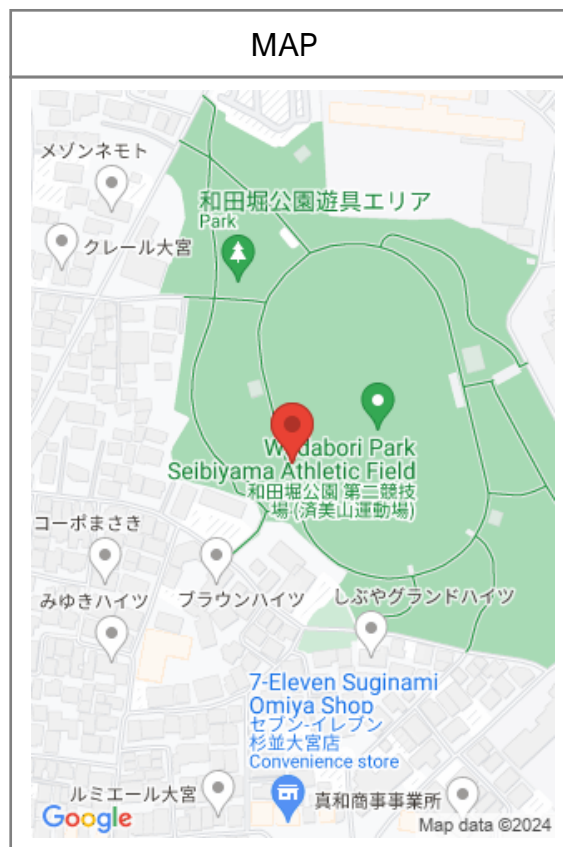 MAP
メゾンネモト
和田堀公園遊具エリア
Park
クレール大宮
Wadabori Park
Seibiyama Athletic Field
和田堀公園 第二競技
場 (済美山運動場)
コーポまさき
みゆきハイツ
ブラウンハイツ
しぶやグランドハイツ
7-Eleven Suginami
Omiya Shop
セブン-イレブン
杉並大宮店
Convenience store
ルミエール大宮
真和商事事業所
Google
Map data ©2024